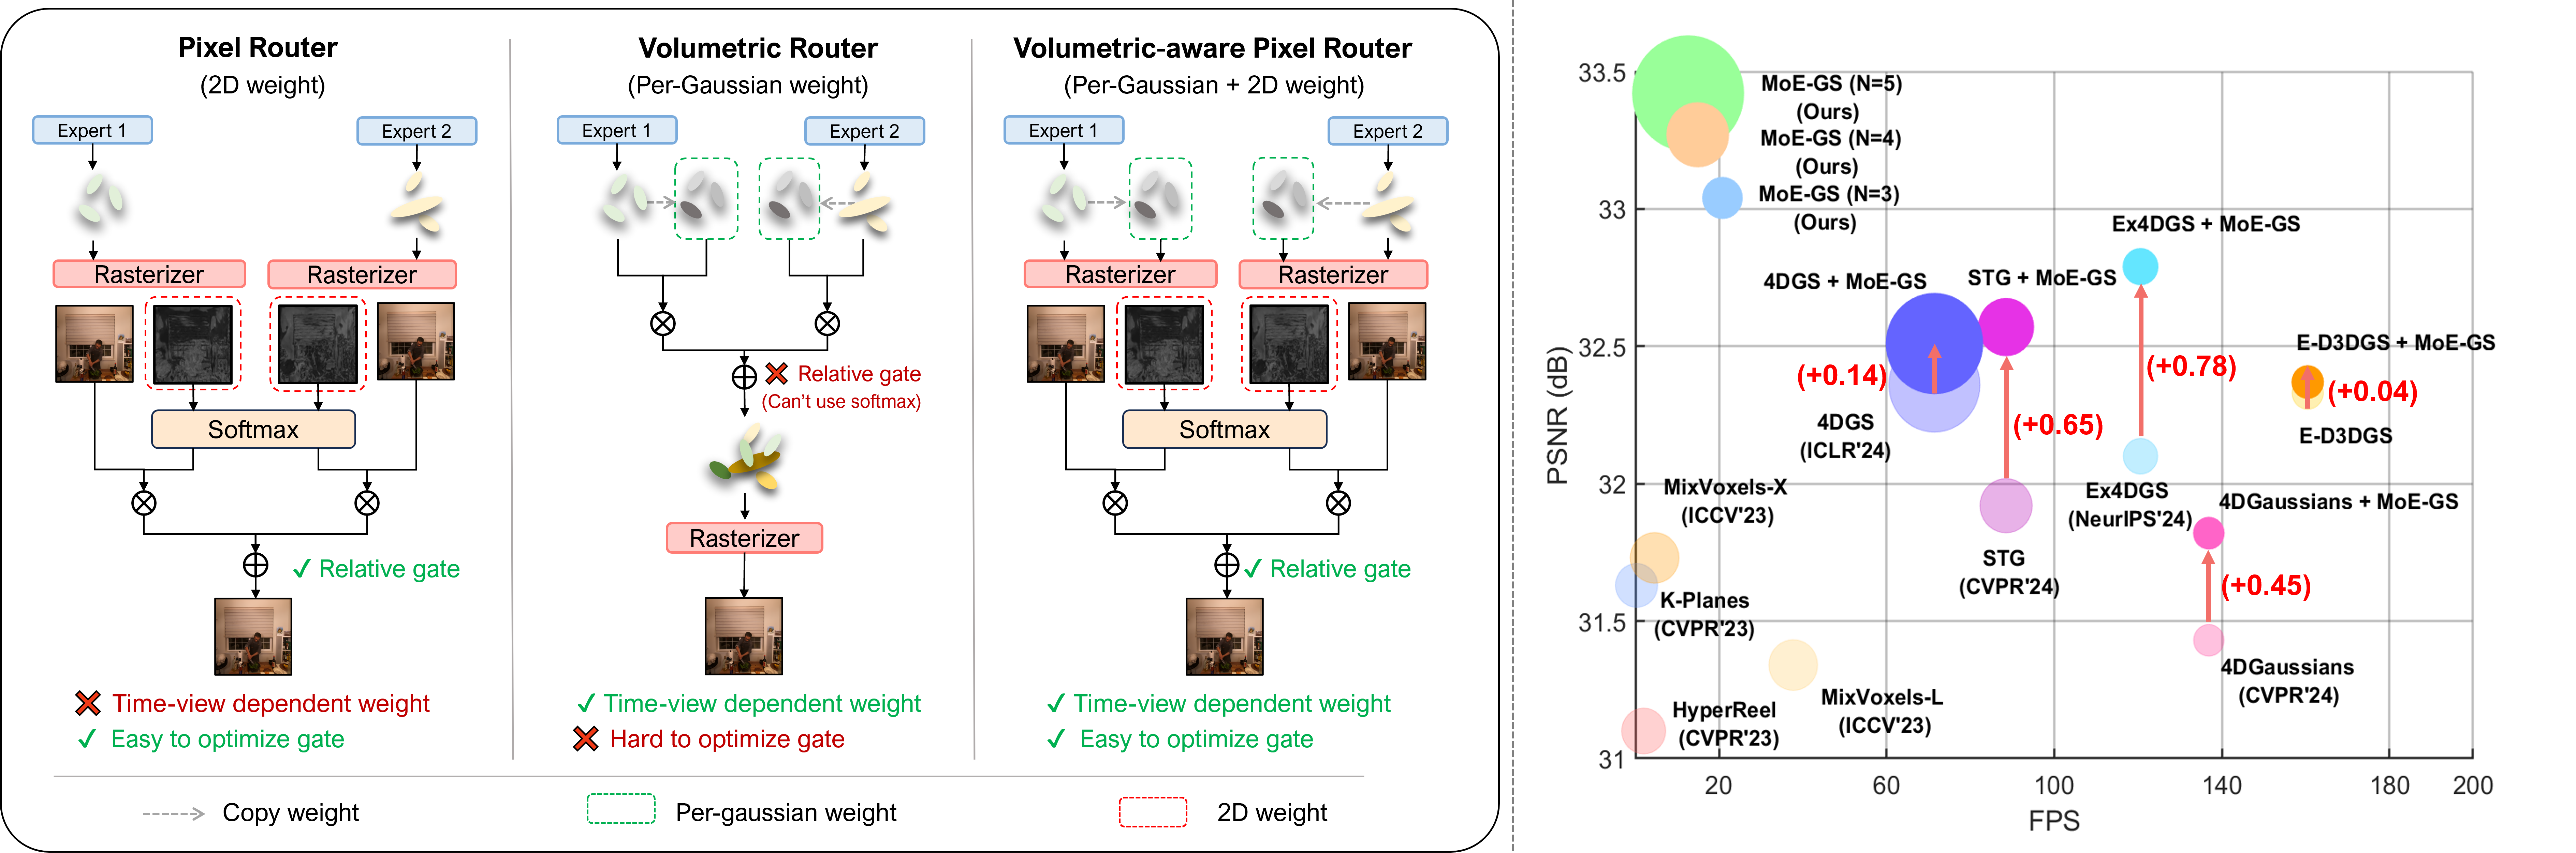 Pixel Router
(2D weight)
Expert 1
Expert 2
Rasterizer
Rasterizer
Softmax
✓ Relative gate
✗ Time-view dependent weight
✓ Easy to optimize gate
Volumetric Router
(Per-Gaussian weight)
Expert 1
Expert 2
✗ Relative gate
(Can't use softmax)
Rasterizer
✓ Time-view dependent weight
✗ Hard to optimize gate
Volumetric-aware Pixel Router
(Per-Gaussian + 2D weight)
Expert 1
Expert 2
Rasterizer
Rasterizer
Softmax
✓ Relative gate
✓ Time-view dependent weight
✓ Easy to optimize gate
Copy weight
Per-gaussian weight
2D weight
PSNR (dB)
33.5
33
32.5
32
31.5
31
20
60
100
140
180
200
FPS
MoE-GS (N=5)
(Ours)
MoE-GS (N=4)
(Ours)
MoE-GS (N=3)
(Ours)
Ex4DGS + MoE-GS
4DGS + MoE-GS
STG + MoE-GS
E-D3DGS + MoE-GS
(+0.14)
(+0.78)
(+0.04)
(+0.65)
4DGS
(ICLR'24)
E-D3DGS
MixVoxels-X
(ICCV'23)
Ex4DGS
(NeurIPS'24)
4DGaussians + MoE-GS
STG
(CVPR'24)
(+0.45)
K-Planes
(CVPR'23)
4DGaussians
(CVPR'24)
MixVoxels-L
(ICCV'23)
HyperReel
(CVPR'23)